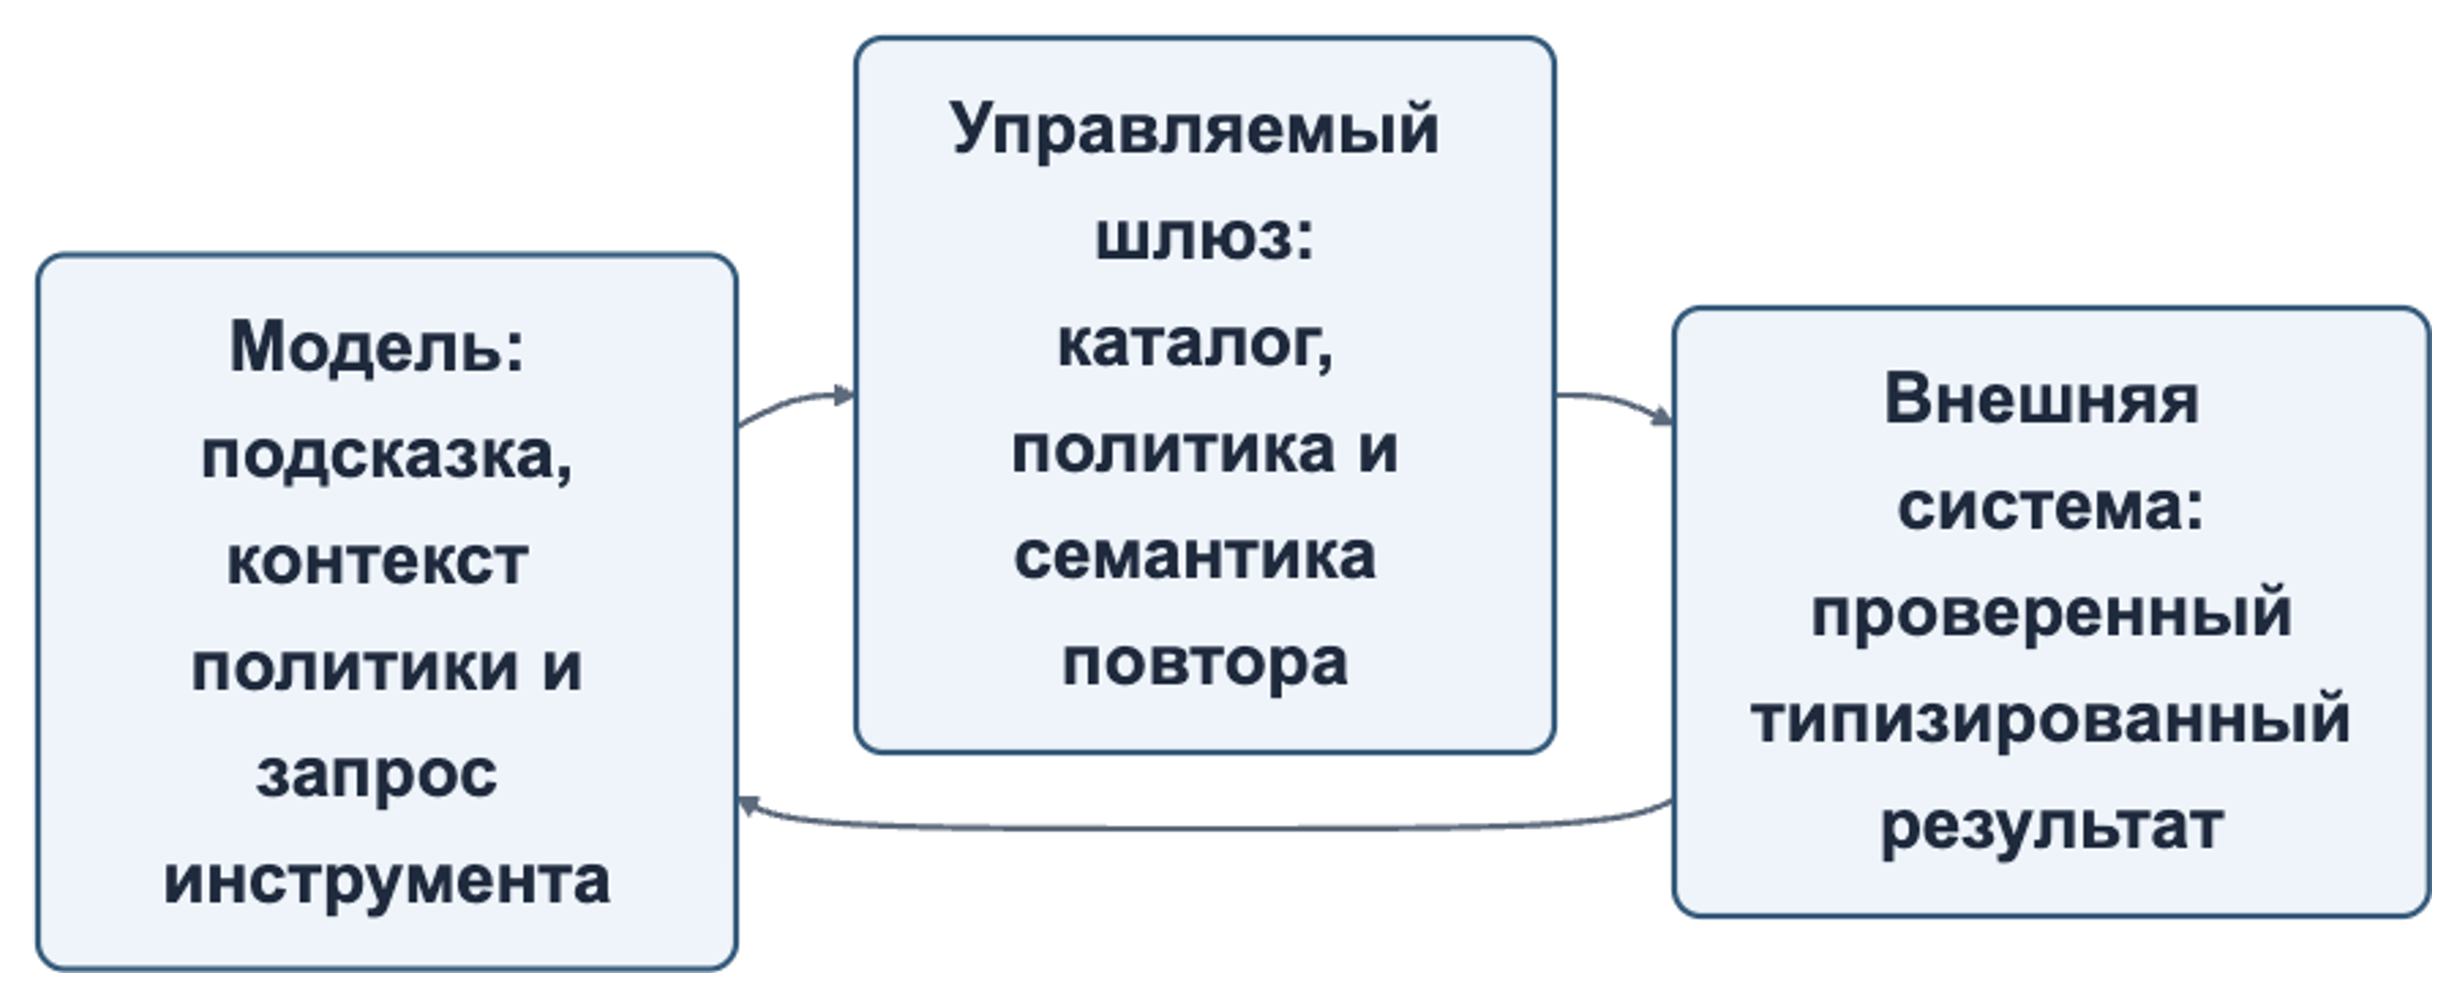 Модель:
подсказка,
контекст
политики и
запрос
инструмента
Управляемый
шлюз:
каталог,
политика и
семантика
повтора
Внешняя
система:
проверенный
типизированный
результат